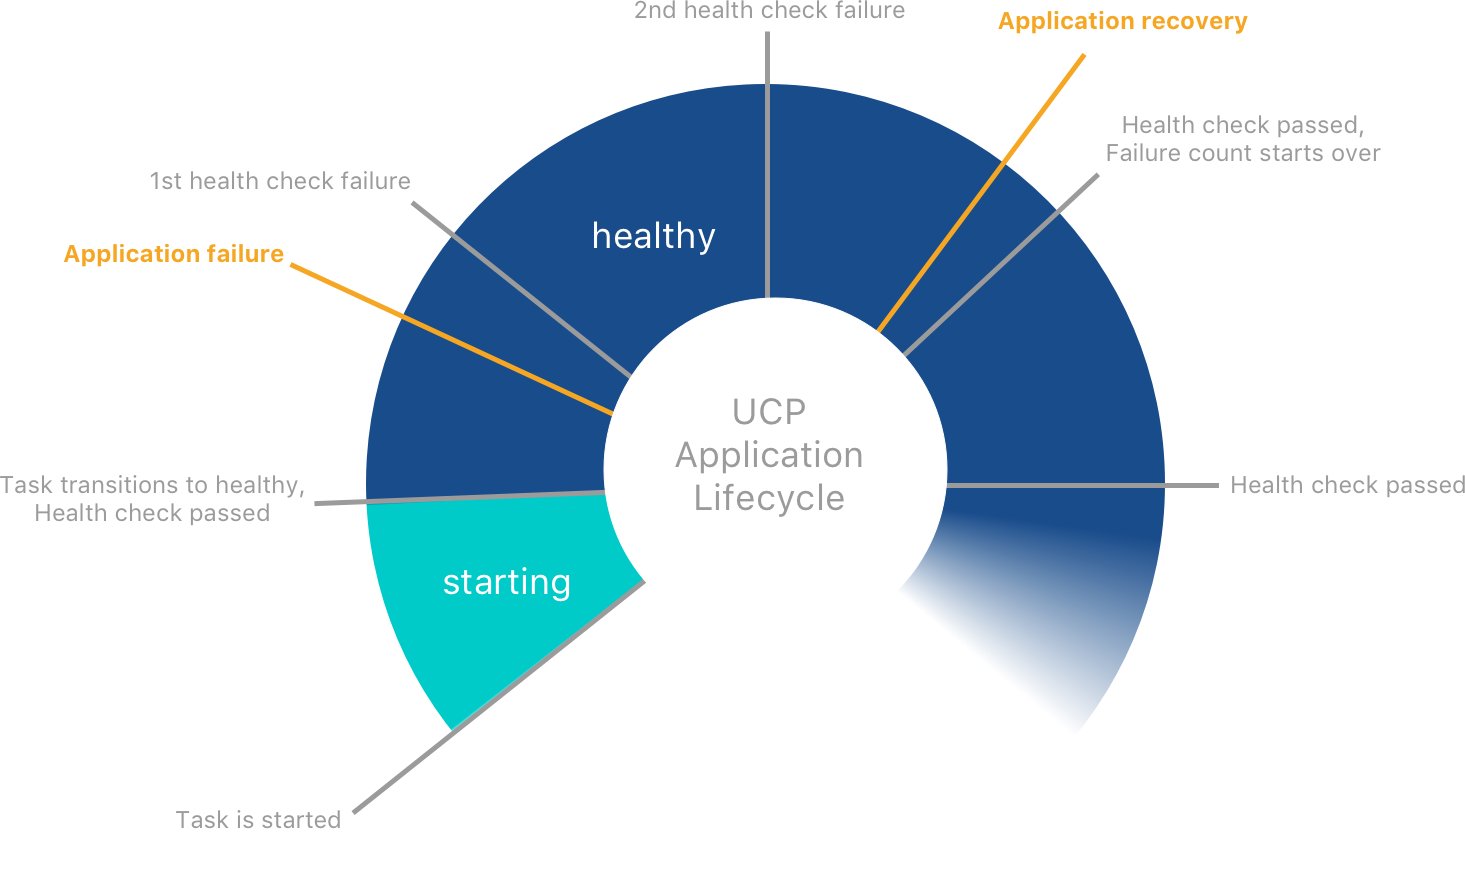 2nd health check failure
Application recovery
Health check passed,
Failure count starts over
1st health check failure
healthy
Application failure
UCP
Application
Lifecycle
Task transitions to healthy,
Health check passed
Health check passed
starting
Task is started